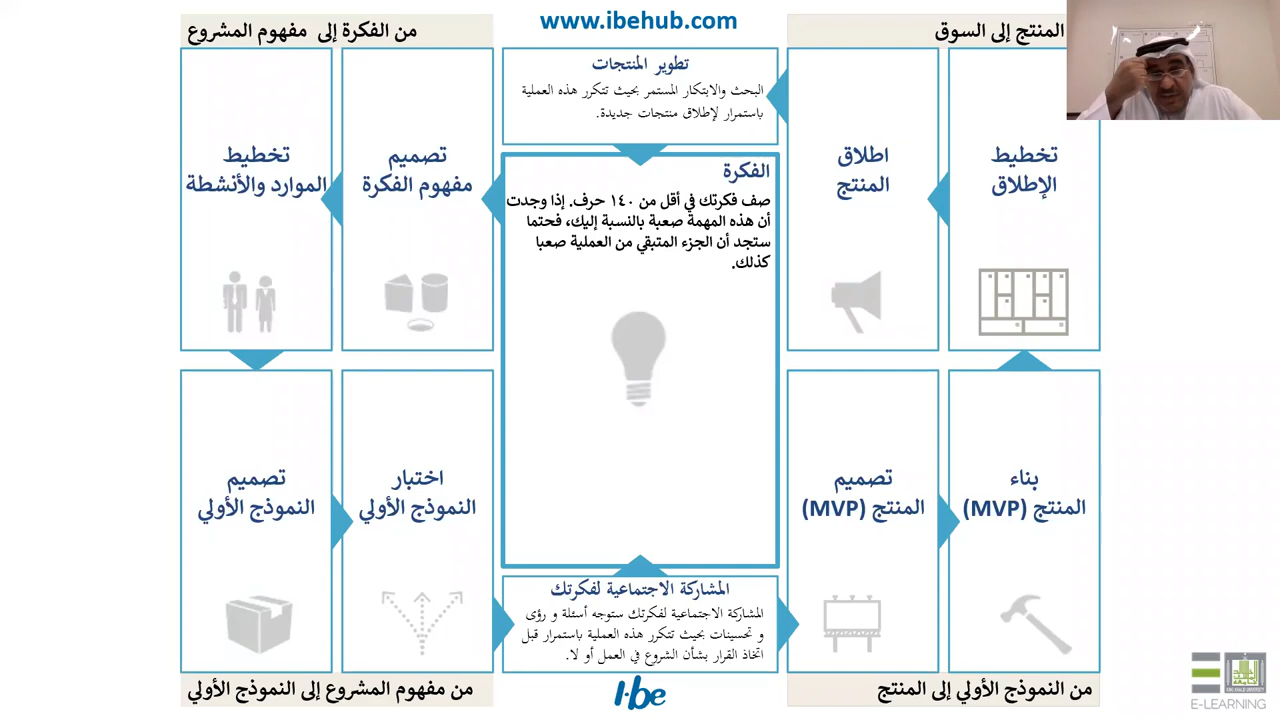 www.ibehub.com
المنتج إلى السوق
من الفكرة إلى مفهوم المشروع
تطوير المنتجات
البحث والابتكار المستمر بحيث تتكرر هذه العملية
باستمرار لإطلاق منتجات جديدة.
تخطيط
الإطلاق
اطلاق
المنتج
الفكرة
صف فكرتك في أقل من ١٤٠ حرف. إذا وجدت
أن هذه المهمة صعبة بالنسبة إليك، فحتما
ستجد أن الجزء المتبقي من العملية صعبا
كذلك.
تصميم
مفهوم الفكرة
تخطيط
الموارد والأنشطة
بناء
المنتج (MVP)
تصميم
المنتج (MVP)
اختبار
النموذج الأولي
تصميم
النموذج الأولي
المشاركة الاجتماعية لفكرتك
المشاركة الاجتماعية لفكرتك ستوجه أسئلة و رؤى
و تحسينات بحيث تتكرر هذه العملية باستمرار قبل
اتخاذ القرار بشأن الشروع في العمل أو لا.
من النموذج الأولي إلى المنتج
من مفهوم المشروع إلى النموذج الأولي
i·be
E-LEARNING